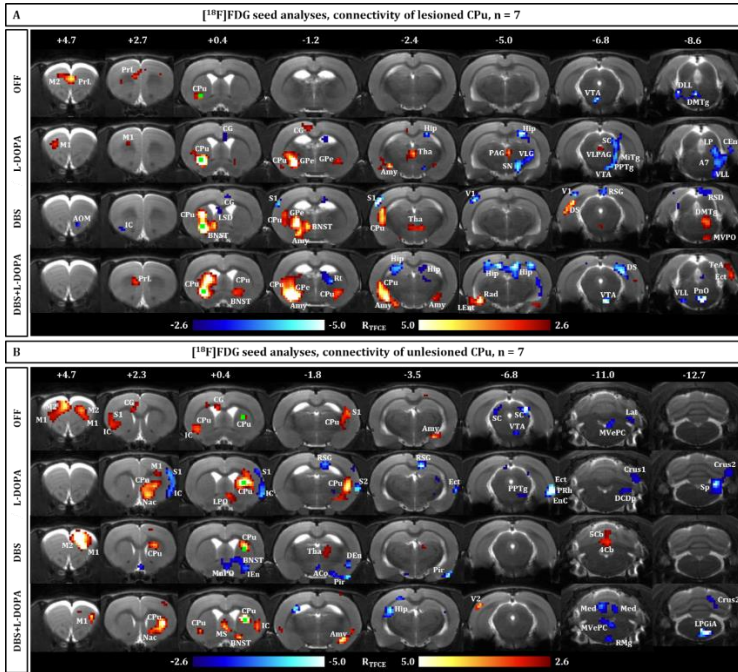 A [¹⁸F]FDG seed analyses, connectivity of lesioned CPu, n = 7
+4.7 +2.7 +0.4 -1.2 -2.4 -5.0 -6.8 -8.6
OFF
M2 PrL PrL CPu VTA DLL DMTg
L-DOPA
M1 M1 CG CPu CG CPu GPe GPe Hip Tha Amy Hip PAG VLG SN SC VLPAG MiTg PPTg VTA LP CEn A7 VLL
DBS
AOM IC CG CPu LSD BNST S1 GPe CPu BNST Amy S1 CPu Tha V1 V1 RSG DS RSD DMTg MVPO
DBS+L-DOPA
PrL CPu CPu BNST Rt GPe CPu Amy Hip Hip CPu Amy Amy Hip Hip Rad LEnt DS VTA TeA Ect VLL PnO
-2.6 -5.0 R_TFCE 5.0 2.6
B [¹⁸F]FDG seed analyses, connectivity of unlesioned CPu, n = 7
+4.7 +2.3 +0.4 -1.8 -3.5 -6.8 -11.0 -12.7
OFF
M2 M2 M1 M1 S1 CG IC CG CPu CPu IC S1 CPu Amy SC SC VTA Lat MVePC
L-DOPA
M1 S1 CPu IC Nac CPu S1 IC LPO RSG CPu S2 RSG Ect PPTg Ect PRh EnC Crus1 DCDp Crus2 Sp
DBS
M2 M1 CPu CPu BNST MnPO IEn Tha DEn ACo Pir Pir 5Cb 4Cb
DBS+L-DOPA
M1 CPu Nac CPu IC MS BNST Amy Hip V2 Med Med MVePC RMg Crus2 LPGiA
-2.6 -5.0 R_TFCE 5.0 2.6